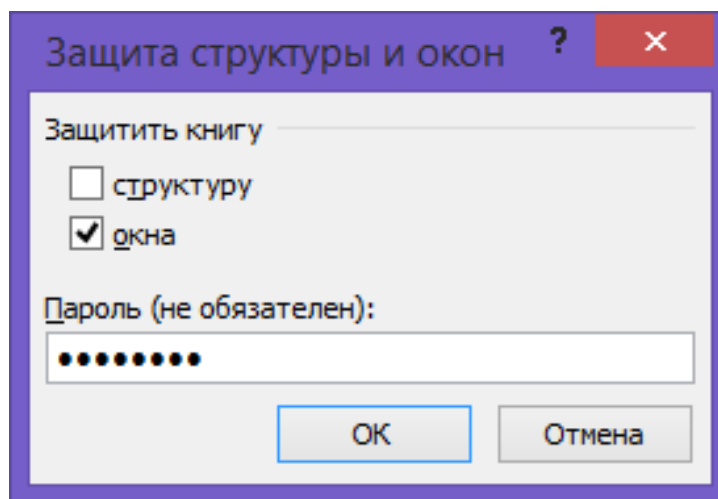 Защита структуры и окон ? ×
Защитить книгу
структуру
окна
Пароль (не обязателен):
●●●●●●●●
ОК Отмена